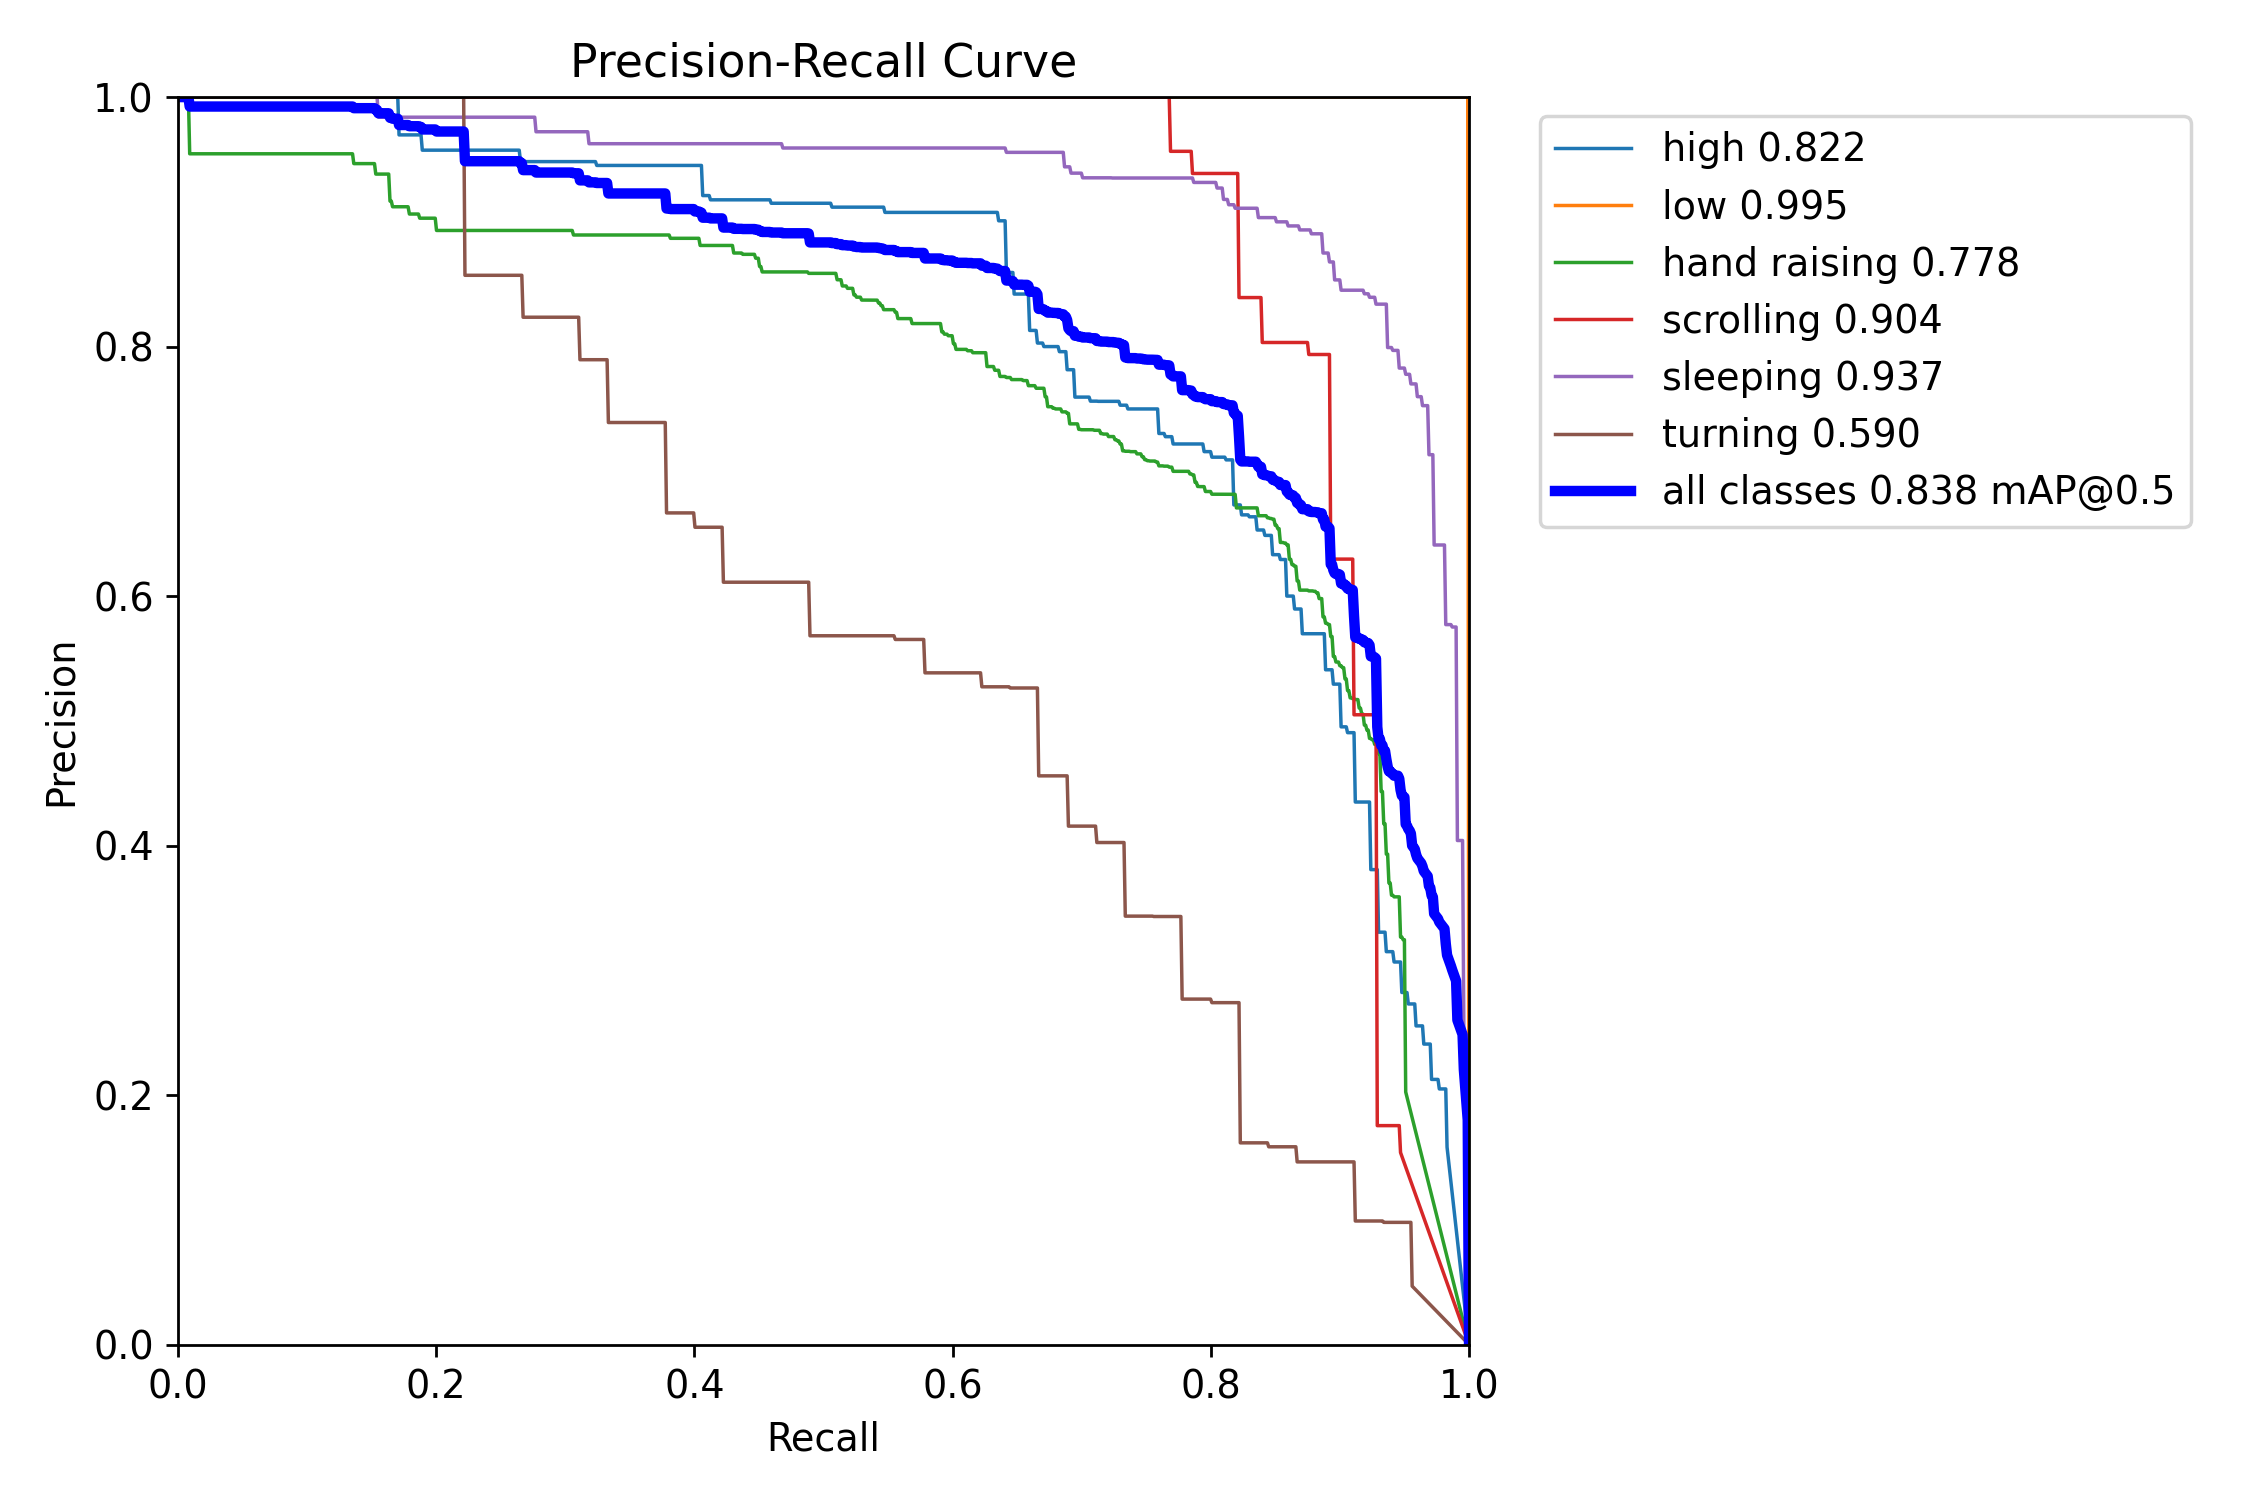 Precision-Recall Curve
1.0
0.8
0.6
0.4
0.2
0.0
Precision
0.0 0.2 0.4 0.6 0.8 1.0
Recall
high 0.822
low 0.995
hand raising 0.778
scrolling 0.904
sleeping 0.937
turning 0.590
all classes 0.838 mAP@0.5